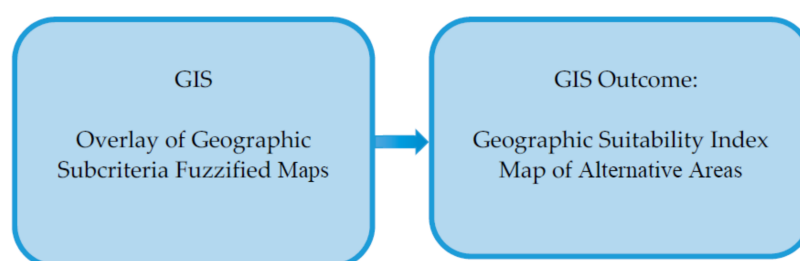 GIS
Overlay of Geographic
Subcriteria Fuzzified Maps
GIS Outcome:
Geographic Suitability Index
Map of Alternative Areas